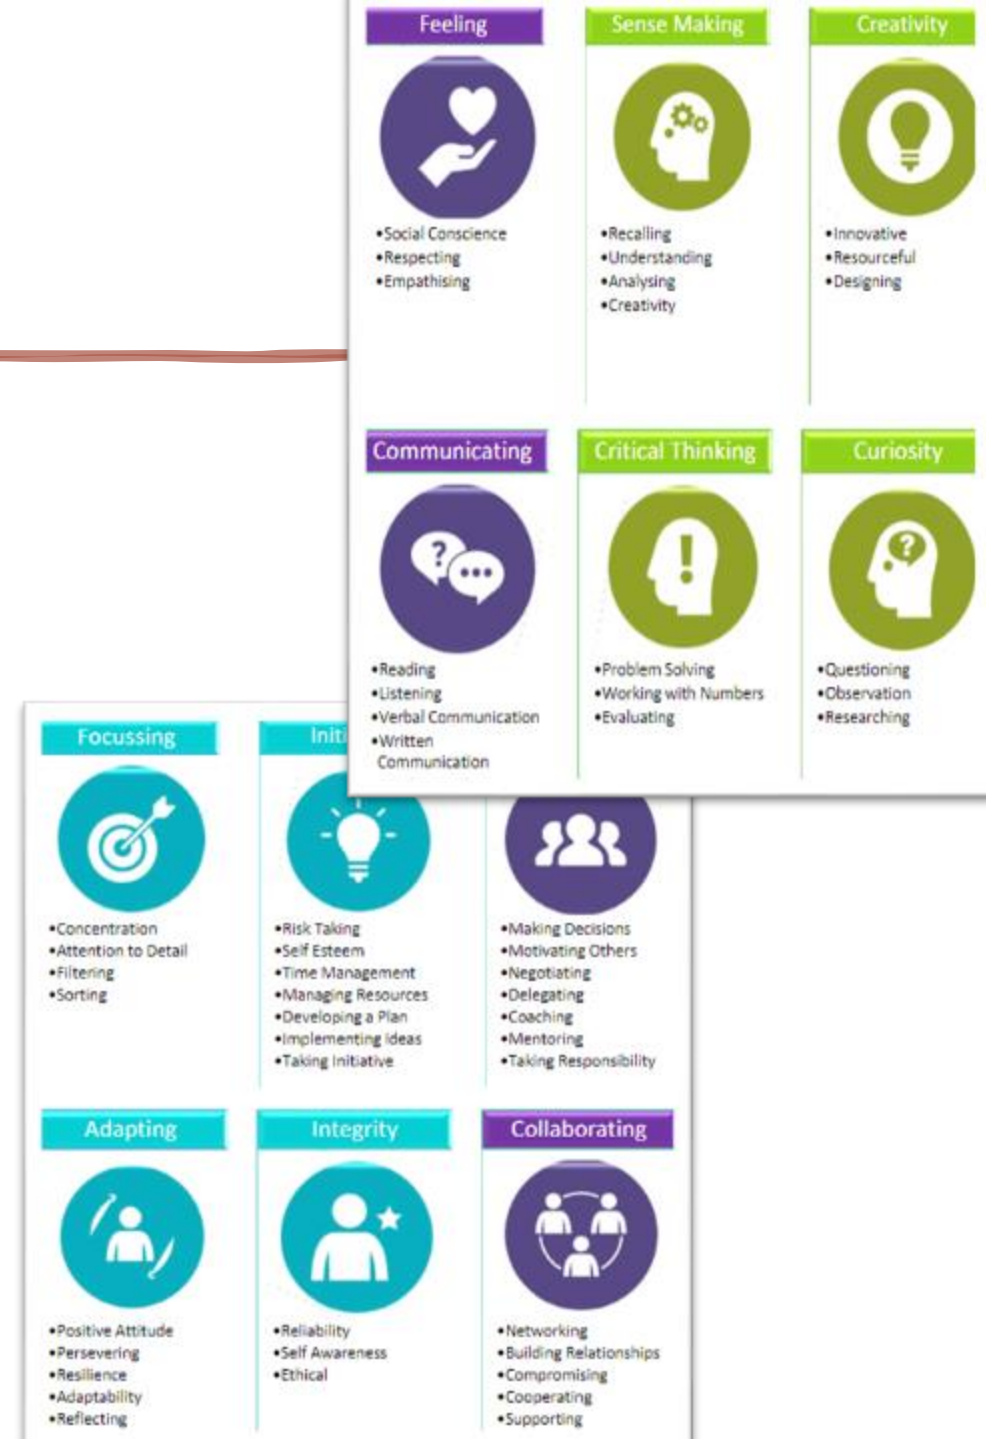 Feeling
•Social Conscience
•Respecting
•Empathising
Sense Making
•Recalling
•Understanding
•Analysing
•Creativity
Creativity
•Innovative
•Resourceful
•Designing
Communicating
?
•Reading
•Listening
•Verbal Communication
•Written
Communication
Critical Thinking
!
•Problem Solving
•Working with Numbers
•Evaluating
Curiosity
?
•Questioning
•Observation
•Researching
Focussing
•Concentration
•Attention to Detail
•Filtering
•Sorting
Initi
•Risk Taking
•Self Esteem
•Time Management
•Managing Resources
•Developing a Plan
•Implementing Ideas
•Taking Initiative
•Making Decisions
•Motivating Others
•Negotiating
•Delegating
•Coaching
•Mentoring
•Taking Responsibility
Adapting
•Positive Attitude
•Persevering
•Resilience
•Adaptability
•Reflecting
Integrity
•Reliability
•Self Awareness
•Ethical
Collaborating
•Networking
•Building Relationships
•Compromising
•Cooperating
•Supporting